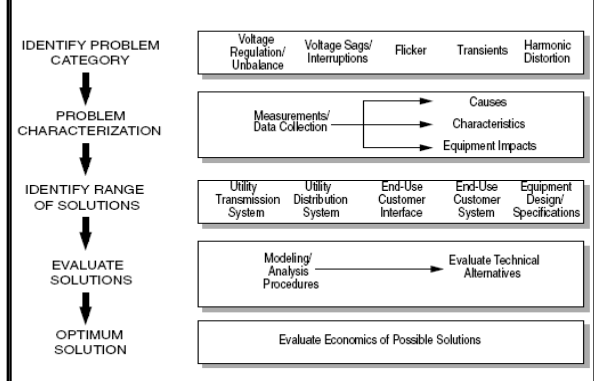 IDENTIFY PROBLEM
CATEGORY
Voltage
Regulation/
Unbalance
Voltage Sags/
Interruptions
Flicker
Transients
Harmonic
Distortion
PROBLEM
CHARACTERIZATION
Measurements/
Data Collection
Causes
Characteristics
Equipment Impacts
IDENTIFY RANGE
OF SOLUTIONS
Utility
Transmission
System
Utility
Distribution
System
End-Use
Customer
Interface
End-Use
Customer
System
Equipment
Design/
Specifications
EVALUATE
SOLUTIONS
Modeling/
Analysis
Procedures
Evaluate Technical
Alternatives
OPTIMUM
SOLUTION
Evaluate Economics of Possible Solutions